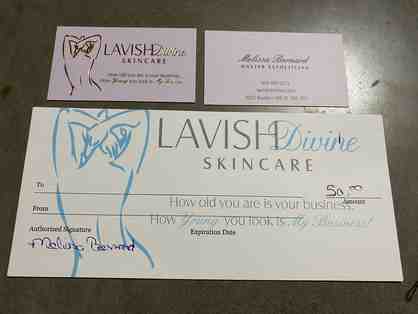 LAVISH Divine
SKINCARE
How old you are is your business.
How Young you look is My Business!
Melissa Bernard
MASTER ESTHETICIAN
LAVISH Divine
SKINCARE
To
50.00
Amount
How old you are is your business.
From
How Young you look is My Business!
Authorized Signature
Expiration Date
Melissa Bernard